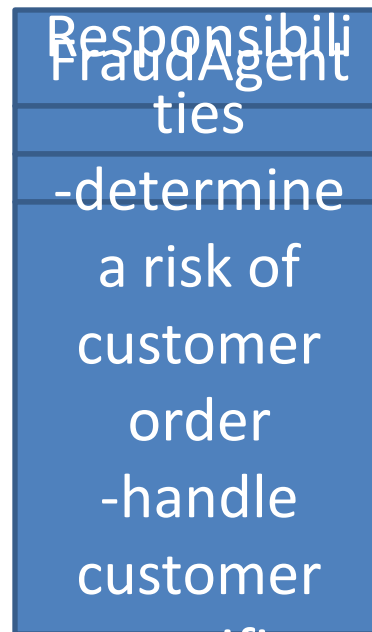 Responsibili
FraudAgent
ties
-determine
a risk of
customer
order
-handle
customer